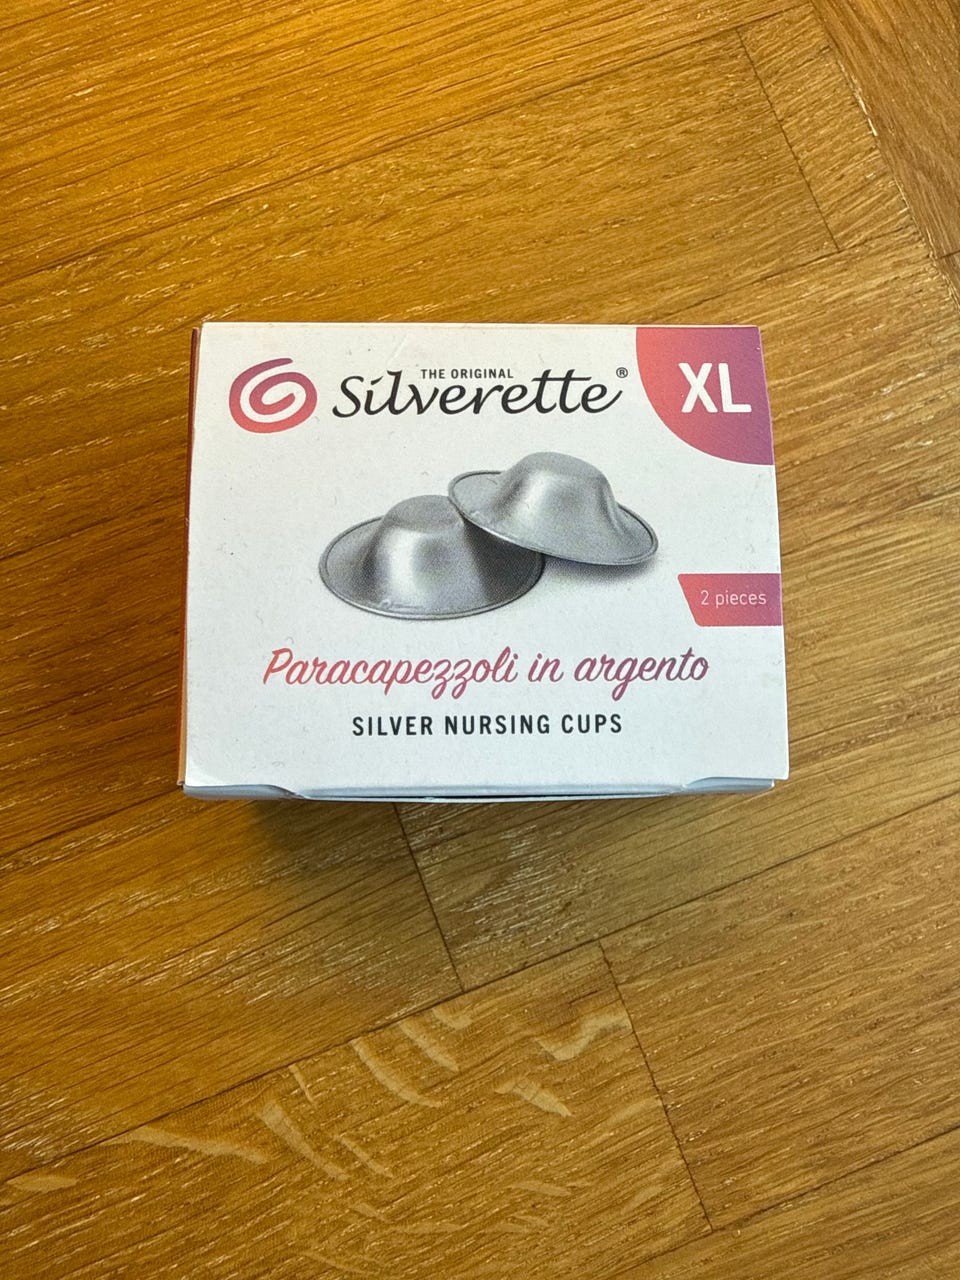 THE ORIGINAL
Silverette®
XL
2 pieces
Paracapezzoli in argento
SILVER NURSING CUPS